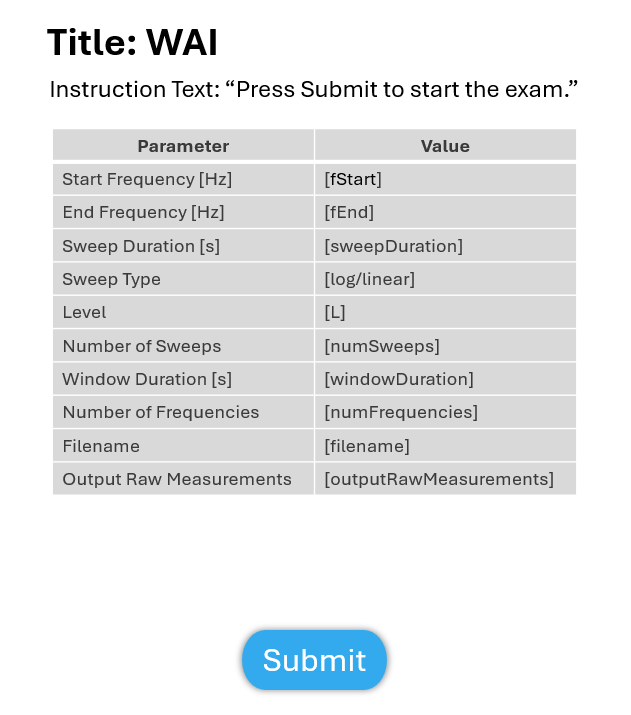 Title: WAI
Instruction Text: “Press Submit to start the exam.”
Parameter Value
Start Frequency [Hz] [fStart]
End Frequency [Hz] [fEnd]
Sweep Duration [s] [sweepDuration]
Sweep Type [log/linear]
Level [L]
Number of Sweeps [numSweeps]
Window Duration [s] [windowDuration]
Number of Frequencies [numFrequencies]
Filename [filename]
Output Raw Measurements [outputRawMeasurements]
Submit